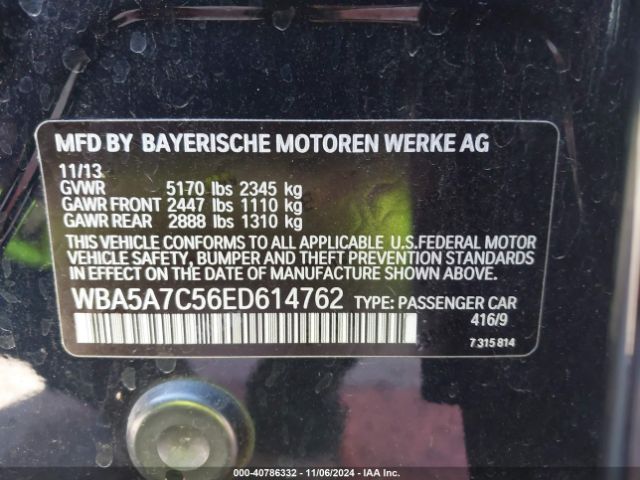 MFD BY BAYERISCHE MOTOREN WERKE AG
11/13
GVWR 5170 lbs 2345 kg
GAWR FRONT 2447 lbs 1110 kg
GAWR REAR 2888 lbs 1310 kg
THIS VEHICLE CONFORMS TO ALL APPLICABLE U.S.FEDERAL MOTOR
VEHICLE SAFETY, BUMPER AND THEFT PREVENTION STANDARDS
IN EFFECT ON THE DATE OF MANUFACTURE SHOWN ABOVE.
WBA5A7C56ED614762 TYPE: PASSENGER CAR
416/9
7 315 814
000-40786332 - 11/06/2024 - IAA Inc.